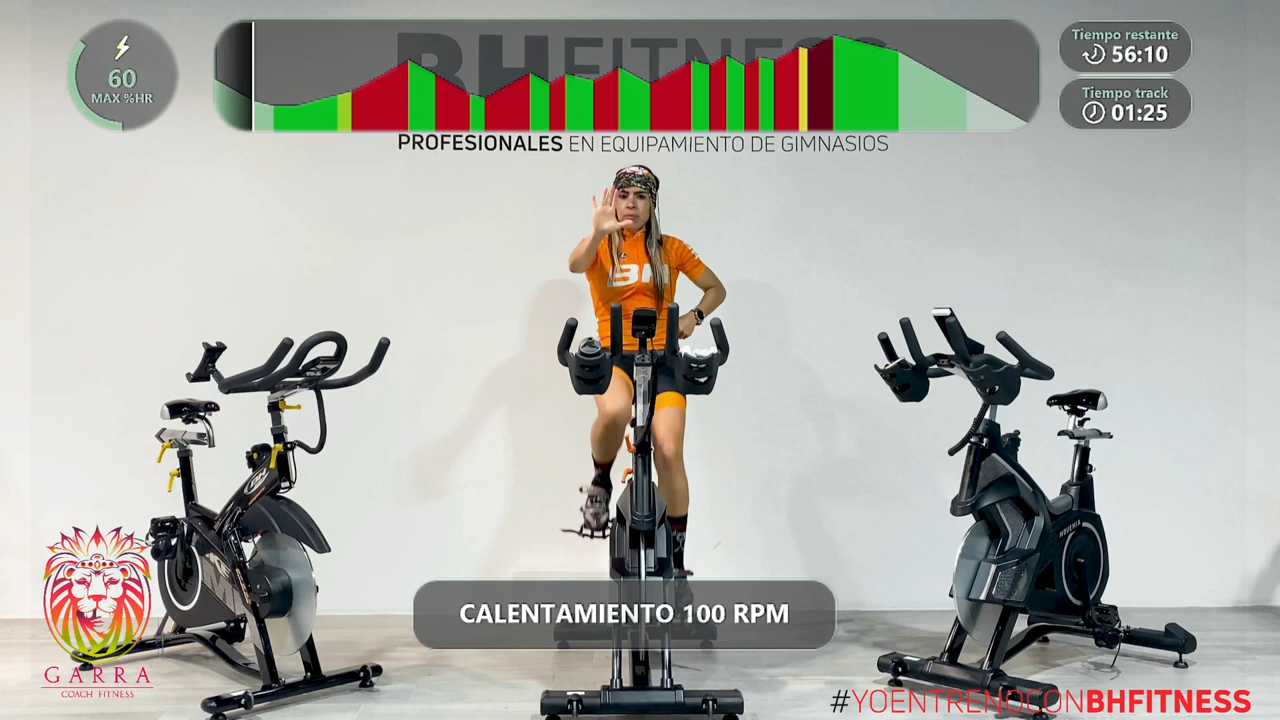 60
MAX %HR
BHFITNESS
PROFESIONALES EN EQUIPAMIENTO DE GIMNASIOS
Tiempo restante
56:10
Tiempo track
01:25
BH
CALENTAMIENTO 100 RPM
GARRA
COACH FITNESS
#YOENTRENOCONBHFITNESS